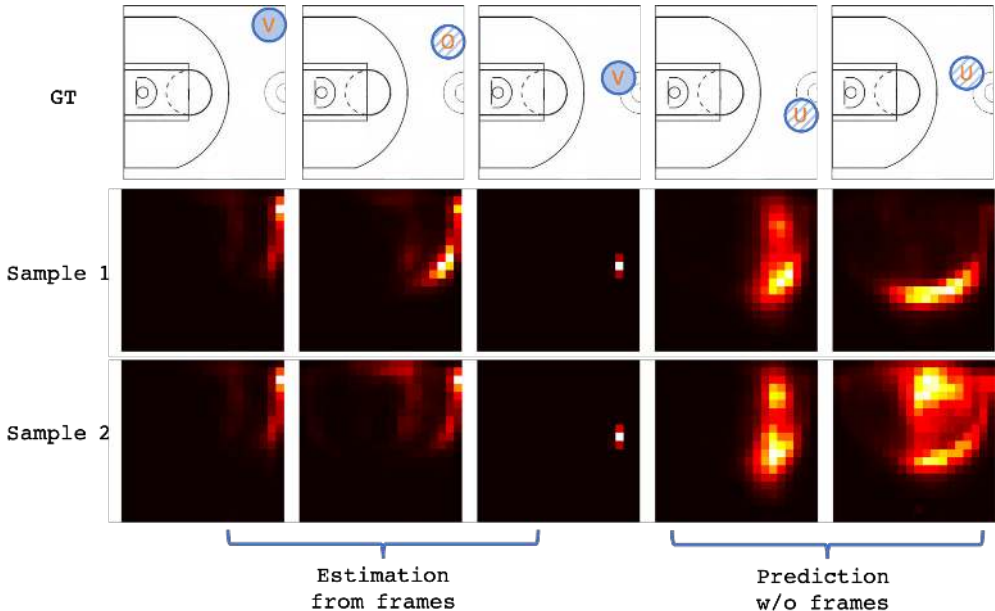 GT
V
O
V
U
U
Sample 1
Sample 2
Estimation
from frames
Prediction
w/o frames